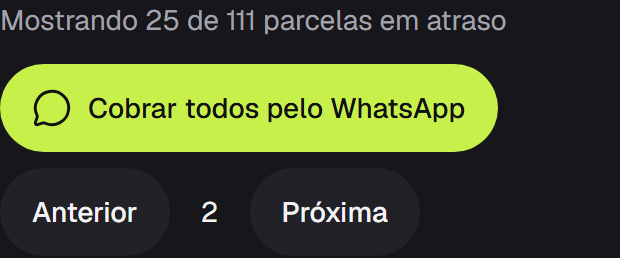 Mostrando 25 de 111 parcelas em atraso
Cobrar todos pelo WhatsApp
Anterior 2 Próxima